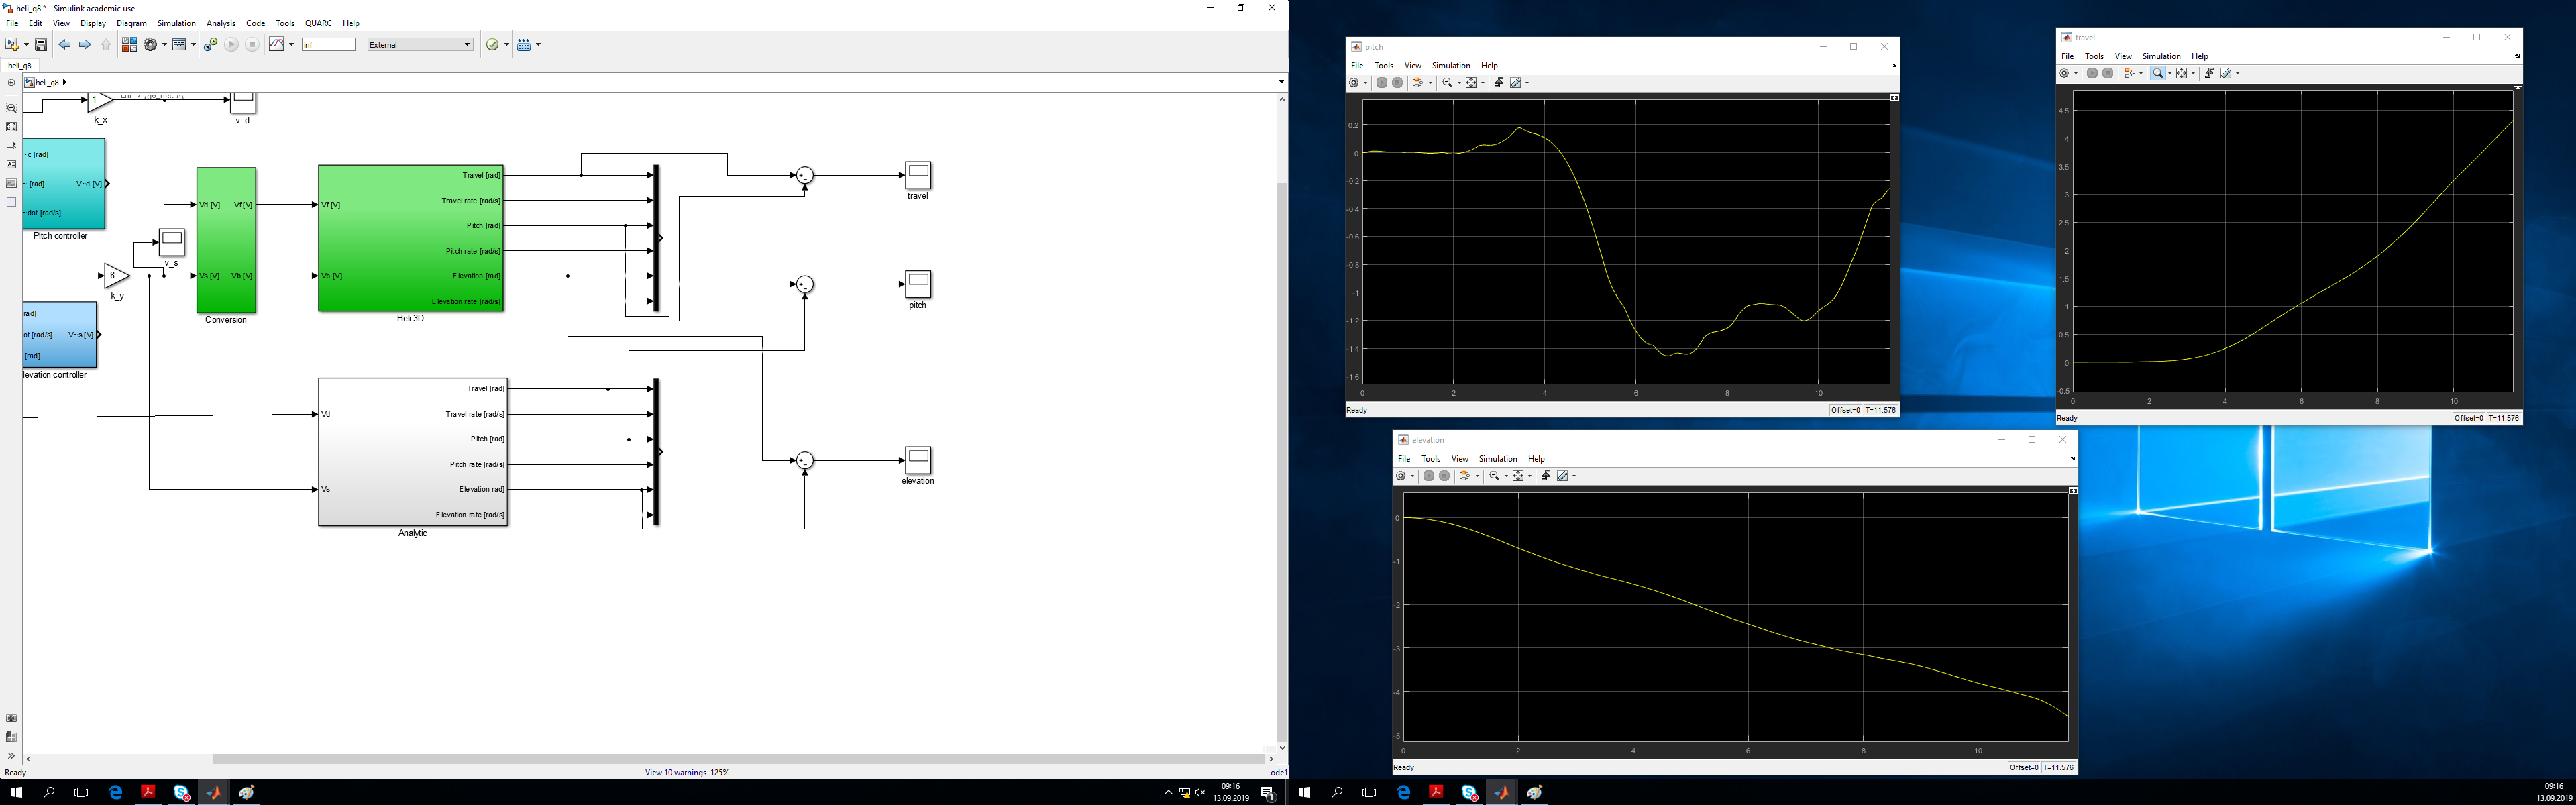 heli_q8 * - Simulink academic use
File Edit View Display Diagram Simulation Analysis Code Tools QUARC Help
inf External
heli_q8
heli_q8
1
k_x
v_d
~c [rad]
~ [rad] V~d [V]
~dot [rad/s]
Pitch controller
Vd [V] Vf [V]
Vs [V] Vb [V]
Conversion
v_s
-8
k_y
rad]
ot [rad/s] V~s [V]
[rad]
levation controller
Vf [V]
Vb [V]
Travel [rad]
Travel rate [rad/s]
Pitch [rad]
Pitch rate [rad/s]
Elevation [rad]
Elevation rate [rad/s]
Heli 3D
travel
pitch
elevation
Vd
Vs
Travel [rad]
Travel rate [rad/s]
Pitch [rad]
Pitch rate [rad/s]
Elevation rad]
Elevation rate [rad/s]
Analytic
Ready View 10 warnings 125% ode1
09:16
13.09.2019
pitch
File Tools View Simulation Help
0.2
0
-0.2
-0.4
-0.6
-0.8
-1
-1.2
-1.4
-1.6
0 2 4 6 8 10
Ready Offset=0 T=11.576
travel
File Tools View Simulation Help
4.5
4
3.5
3
2.5
2
1.5
1
0.5
0
-0.5
0 2 4 6 8 10
Ready Offset=0 T=11.576
elevation
File Tools View Simulation Help
0
-1
-2
-3
-4
-5
0 2 4 6 8 10
Ready Offset=0 T=11.576
09:16
13.09.2019